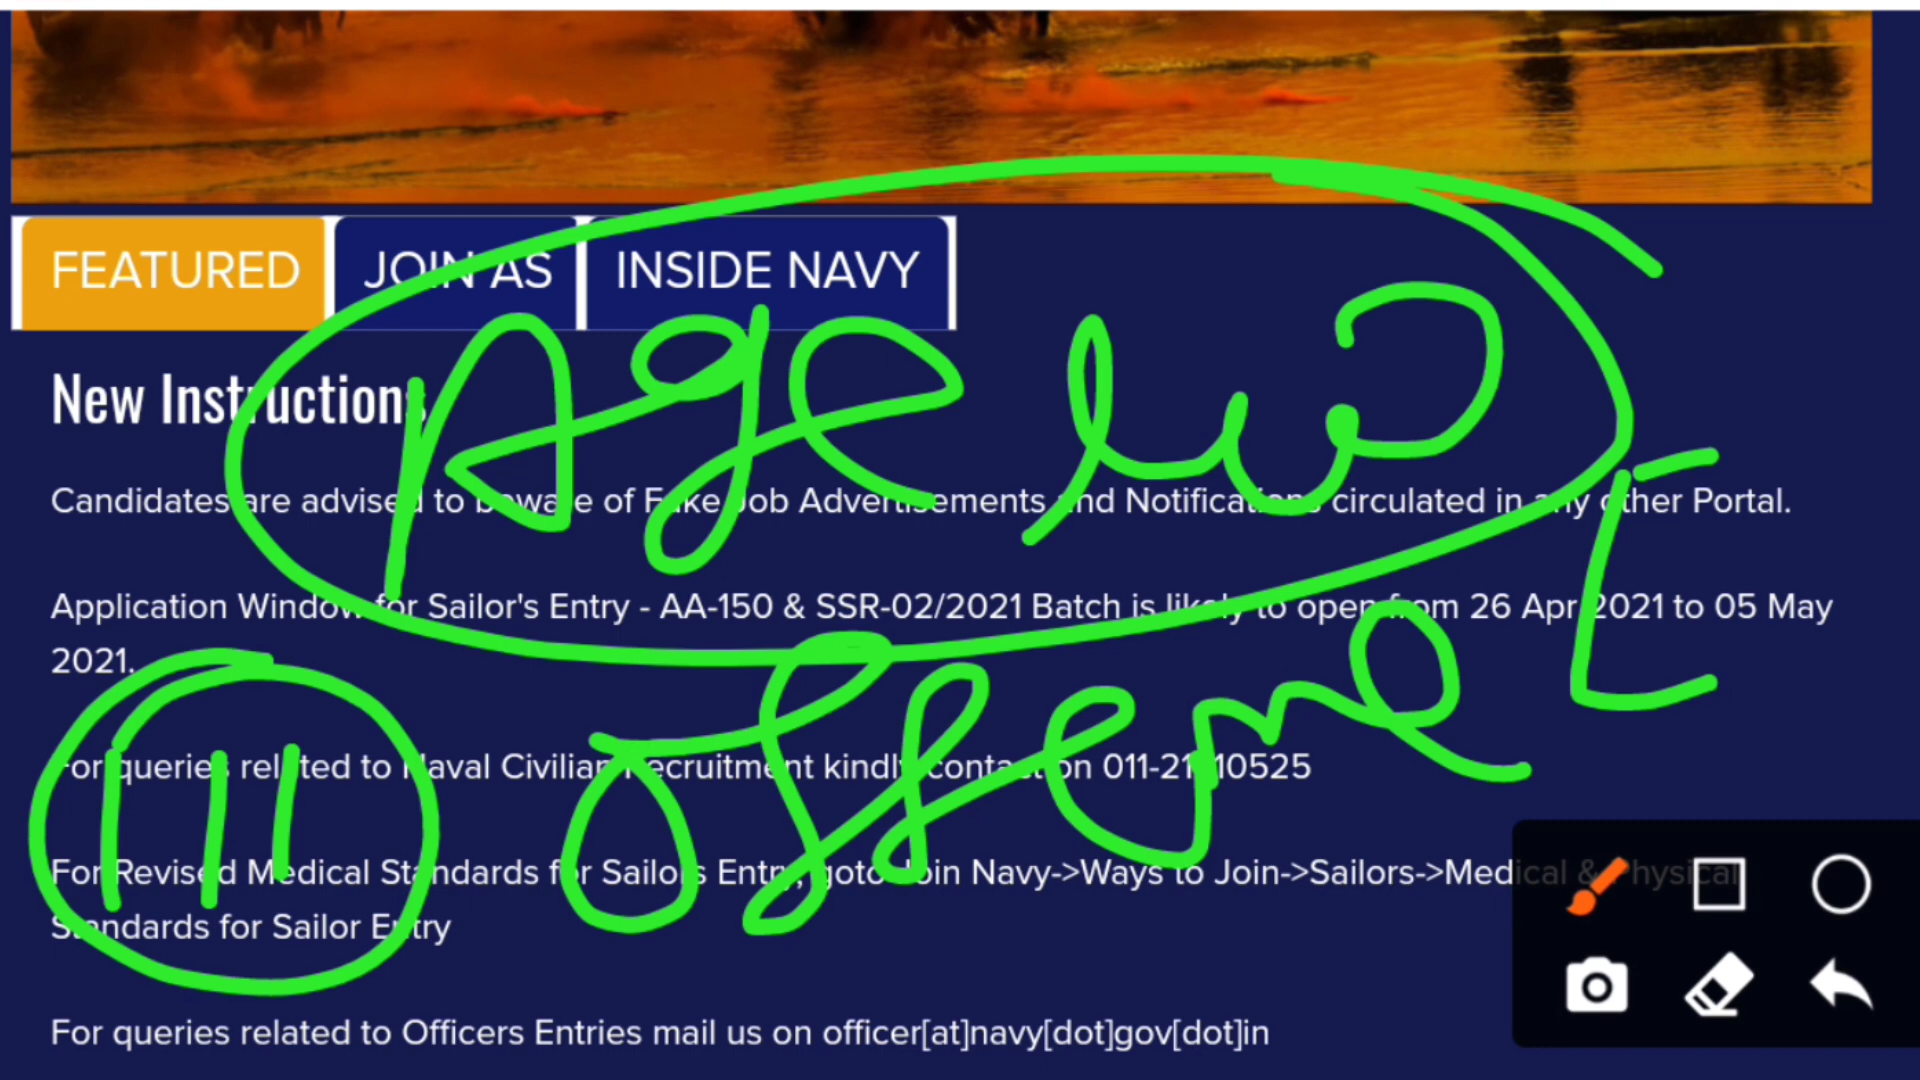 FEATURED JOIN AS INSIDE NAVY
New Instructions
Age
Candidates are advised to beware of Fake Job Advertisements and Notifications circulated in any other Portal.
Application Window for Sailor's Entry - AA-150 & SSR-02/2021 Batch is likely to open from 26 Apr 2021 to 05 May
2021.
For queries related to Naval Civilian Recruitment kindly contact on
For Revised Medical Standards for Sailors Entry, goto Join Navy->Ways to Join->Sailors->Medical & Physical
Standards for Sailor Entry
For queries related to Officers Entries mail us on officer[at]navy[dot]gov[dot]in